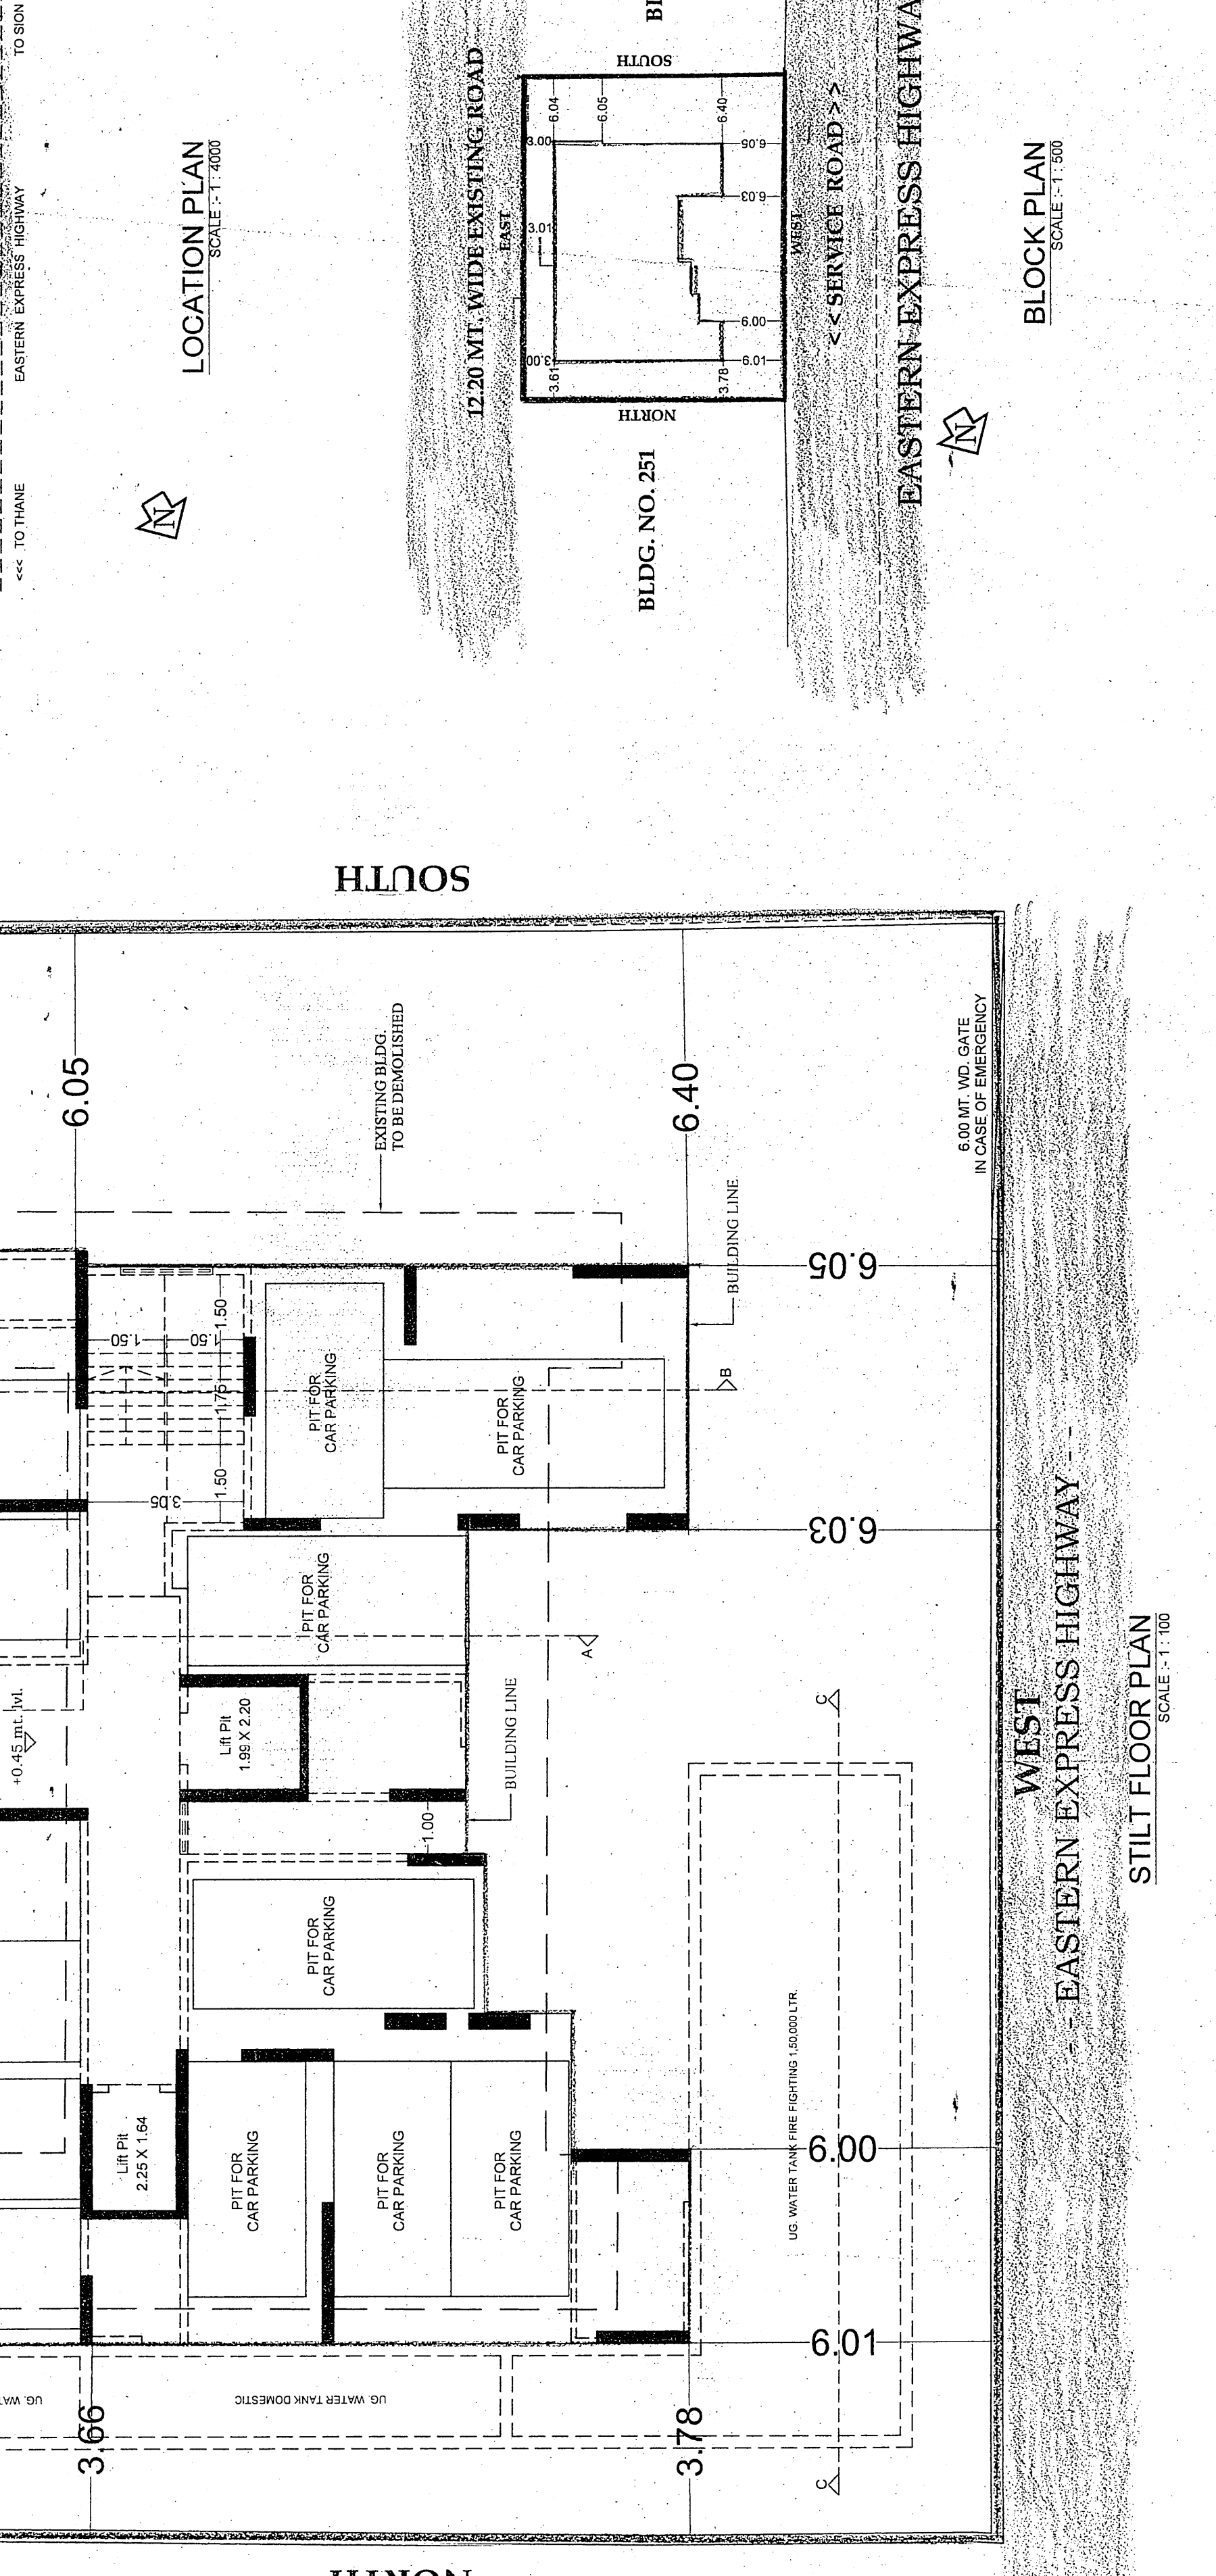 <<< TO THANE
EASTERN EXPRESS HIGHWAY
TO SION
LOCATION PLAN
SCALE :- 1 : 4000
N
12.20 MT. WIDE EXISTING ROAD
EAST
SOUTH
NORTH
WEST
3.00
3.01
3.00
3.61
3.78
6.04
6.05
6.40
6.05
6.03
6.00
6.01
BLDG. NO. 251
<< SERVICE ROAD >>
N
BLOCK PLAN
SCALE :- 1 : 500
SOUTH
6.05
EXISTING BLDG.
TO BE DEMOLISHED
6.40
6.00 MT. WD. GATE
IN CASE OF EMERGENCY
BUILDING LINE
6.05
1.50
1.50
1.50
1.75
1.50
3.05
PIT FOR
CAR PARKING
PIT FOR
CAR PARKING
B
6.03
PIT FOR
CAR PARKING
A
+0.45 mt. lvl.
Lift Pit
1.99 X 2.20
BUILDING LINE
1.00
C
PIT FOR
CAR PARKING
Lift Pit
2.25 X 1.64
PIT FOR
CAR PARKING
PIT FOR
CAR PARKING
PIT FOR
CAR PARKING
UG. WATER TANK FIRE FIGHTING 1,50,000 LTR.
6.00
6.01
UG. WATER TANK DOMESTIC
3.66
3.78
C
WEST
EASTERN EXPRESS HIGHWAY
STILT FLOOR PLAN
SCALE :- 1 : 100